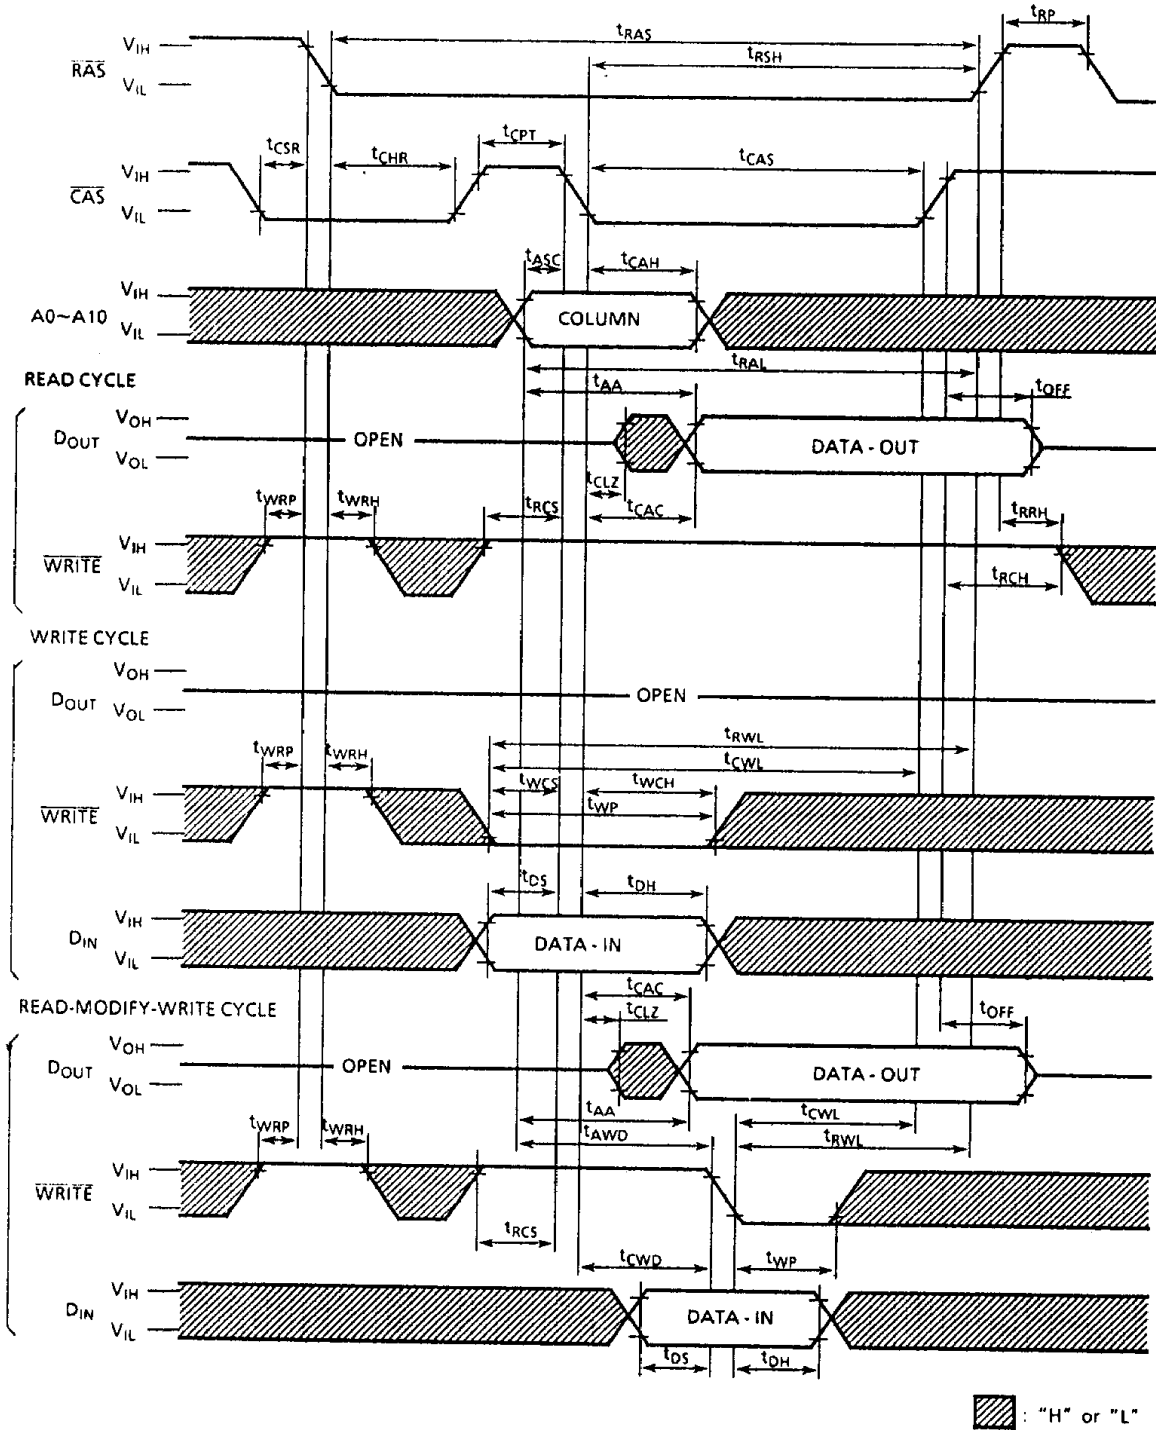 tRP
tRAS
tRSH
VIH
RAS
VIL
tCSR
tCHR
tCPT
tCAS
VIH
CAS
VIL
tASC
tCAH
VIH
A0~A10
VIL
COLUMN
tRAL
READ CYCLE
tAA
tOFF
VOH
DOUT
VOL
OPEN
DATA - OUT
tCLZ
tWRP
tWRH
tRCS
tCAC
tRRH
VIH
WRITE
VIL
tRCH
WRITE CYCLE
VOH
DOUT
VOL
OPEN
tRWL
tWRP
tWRH
tCWL
tWCS
tWCH
VIH
WRITE
VIL
tWP
tDS
tDH
VIH
DIN
VIL
DATA - IN
tCAC
READ-MODIFY-WRITE CYCLE
tCLZ
tOFF
VOH
DOUT
VOL
OPEN
DATA - OUT
tAA
tCWL
tWRP
tWRH
tAWD
tRWL
VIH
WRITE
VIL
tRCS
tCWD
tWP
VIH
DIN
VIL
DATA - IN
tDS
tDH
: "H" or "L"